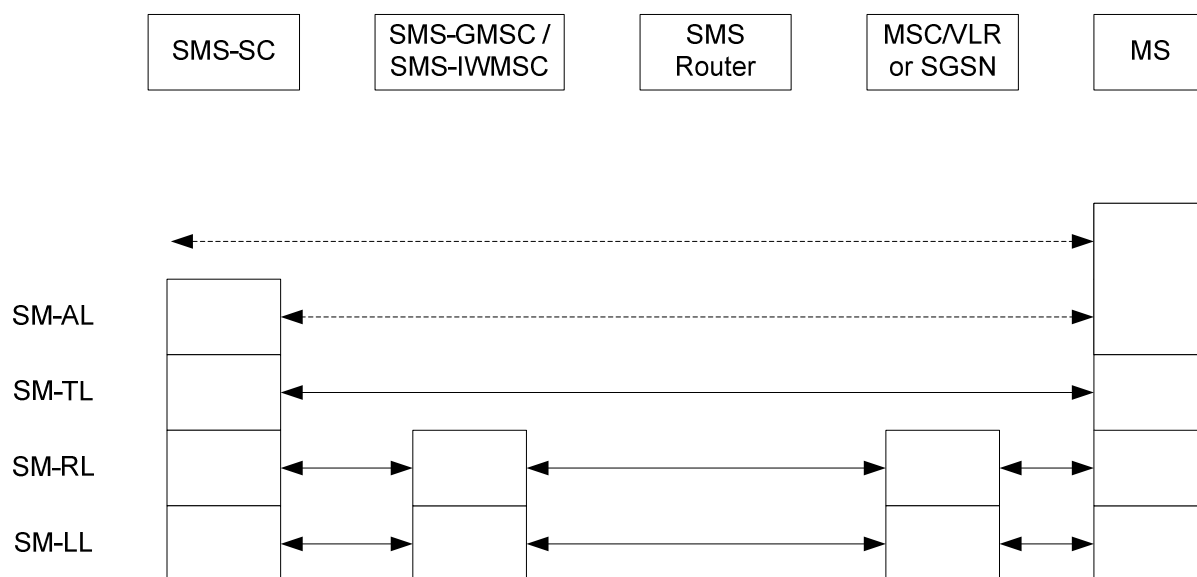 SMS-SC
SMS-GMSC /
SMS-IWMSC
SMS
Router
MSC/VLR
or SGSN
MS
SM-AL
SM-TL
SM-RL
SM-LL